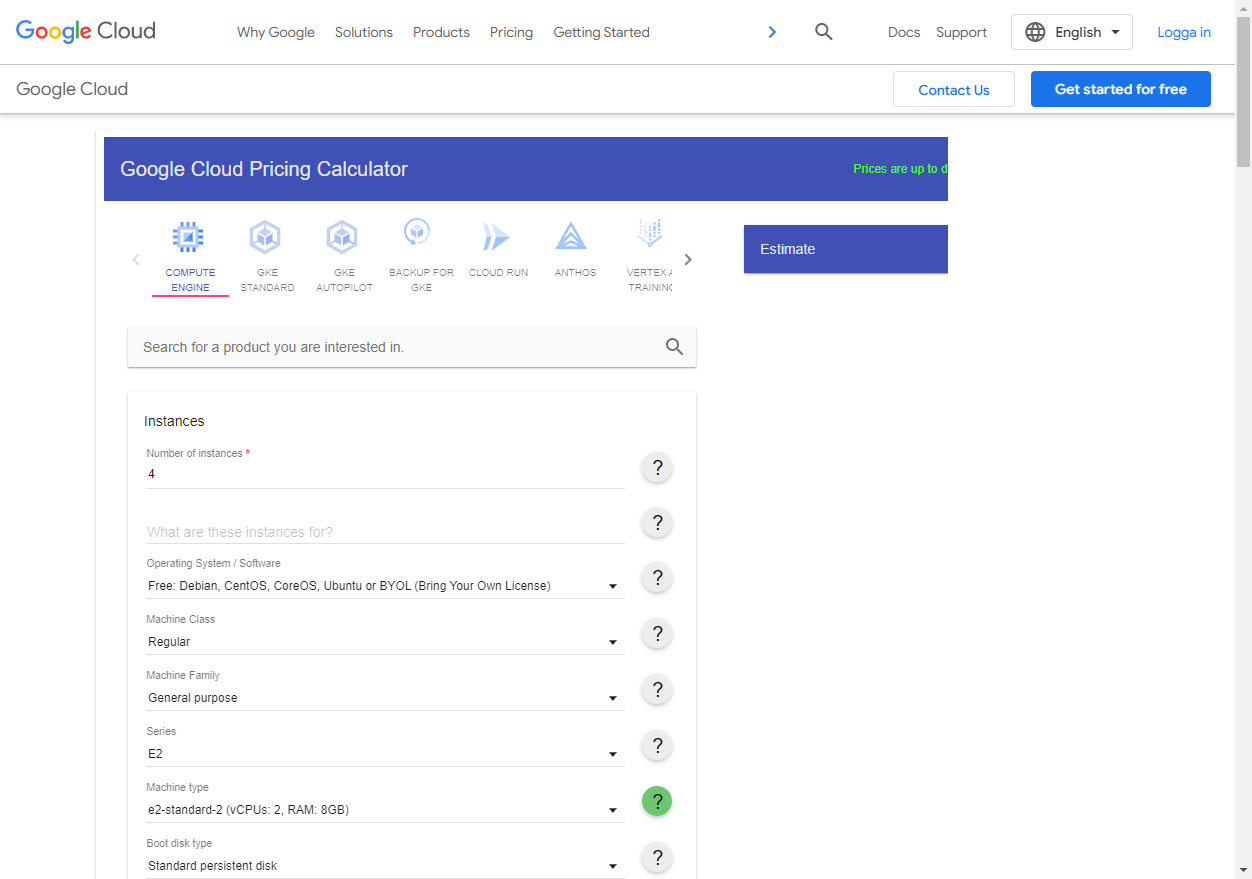 Google Cloud
Why Google
Solutions
Products
Pricing
Getting Started
Docs
Support
English
Logga in
Google Cloud
Contact Us
Get started for free
Google Cloud Pricing Calculator
Prices are up to d
COMPUTE
ENGINE
GKE
STANDARD
GKE
AUTOPILOT
BACKUP FOR
GKE
CLOUD RUN
ANTHOS
VERTEX A
TRAINING
Estimate
Search for a product you are interested in.
Instances
Number of instances *
4
?
What are these instances for?
?
Operating System / Software
Free: Debian, CentOS, CoreOS, Ubuntu or BYOL (Bring Your Own License)
?
Machine Class
Regular
?
Machine Family
General purpose
?
Series
E2
?
Machine type
e2-standard-2 (vCPUs: 2, RAM: 8GB)
?
Boot disk type
Standard persistent disk
?